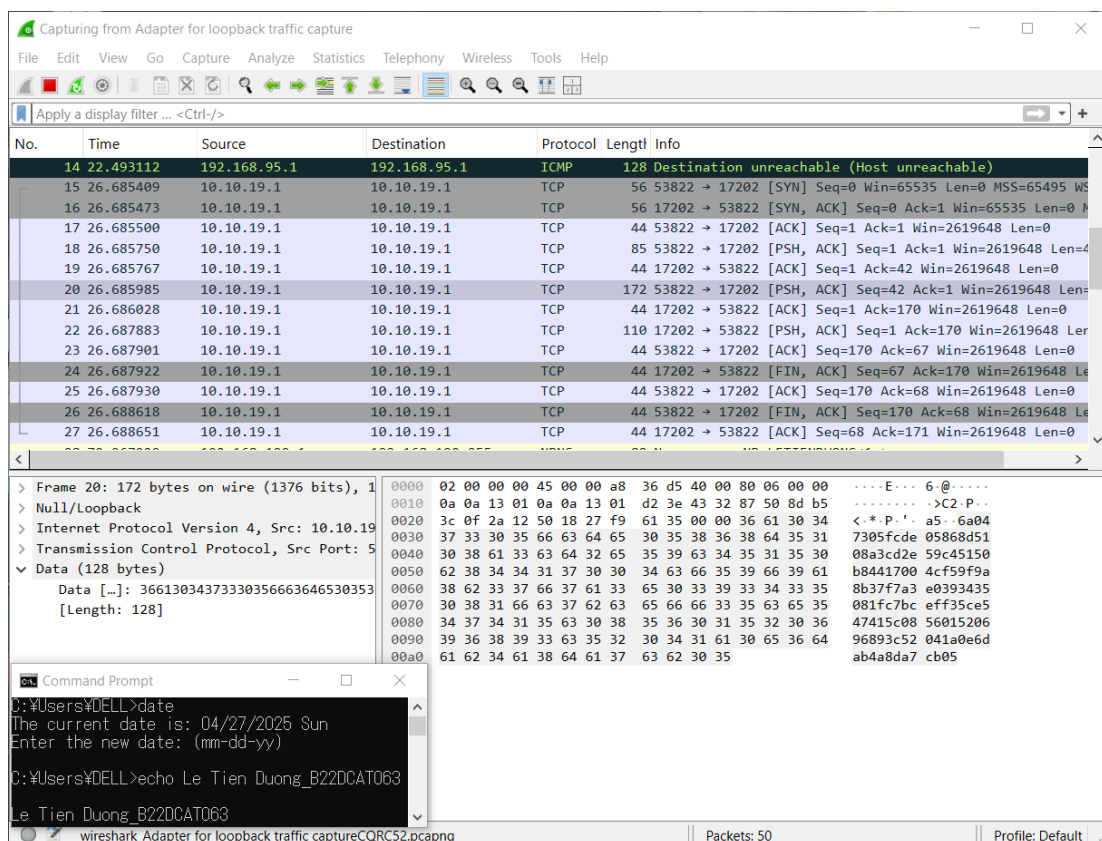 Capturing from Adapter for loopback traffic capture
File Edit View Go Capture Analyze Statistics Telephony Wireless Tools Help
Apply a display filter … <Ctrl-/>
No. Time Source Destination Protocol Lengtl Info
14 22.493112 192.168.95.1 192.168.95.1 ICMP 128 Destination unreachable (Host unreachable)
15 26.685409 10.10.19.1 10.10.19.1 TCP 56 53822 → 17202 [SYN] Seq=0 Win=65535 Len=0 MSS=65495 WS
16 26.685473 10.10.19.1 10.10.19.1 TCP 56 17202 → 53822 [SYN, ACK] Seq=0 Ack=1 Win=65535 Len=0 M
17 26.685500 10.10.19.1 10.10.19.1 TCP 44 53822 → 17202 [ACK] Seq=1 Ack=1 Win=2619648 Len=0
18 26.685750 10.10.19.1 10.10.19.1 TCP 85 53822 → 17202 [PSH, ACK] Seq=1 Ack=1 Win=2619648 Len=4
19 26.685767 10.10.19.1 10.10.19.1 TCP 44 17202 → 53822 [ACK] Seq=1 Ack=42 Win=2619648 Len=0
20 26.685985 10.10.19.1 10.10.19.1 TCP 172 53822 → 17202 [PSH, ACK] Seq=42 Ack=1 Win=2619648 Len=
21 26.686028 10.10.19.1 10.10.19.1 TCP 44 17202 → 53822 [ACK] Seq=1 Ack=170 Win=2619648 Len=0
22 26.687883 10.10.19.1 10.10.19.1 TCP 110 17202 → 53822 [PSH, ACK] Seq=1 Ack=170 Win=2619648 Ler
23 26.687901 10.10.19.1 10.10.19.1 TCP 44 53822 → 17202 [ACK] Seq=170 Ack=67 Win=2619648 Len=0
24 26.687922 10.10.19.1 10.10.19.1 TCP 44 17202 → 53822 [FIN, ACK] Seq=67 Ack=170 Win=2619648 Le
25 26.687930 10.10.19.1 10.10.19.1 TCP 44 53822 → 17202 [ACK] Seq=170 Ack=68 Win=2619648 Len=0
26 26.688618 10.10.19.1 10.10.19.1 TCP 44 53822 → 17202 [FIN, ACK] Seq=170 Ack=68 Win=2619648 Le
27 26.688651 10.10.19.1 10.10.19.1 TCP 44 17202 → 53822 [ACK] Seq=68 Ack=171 Win=2619648 Len=0
Frame 20: 172 bytes on wire (1376 bits), 1
Null/Loopback
Internet Protocol Version 4, Src: 10.10.19
Transmission Control Protocol, Src Port: 5
Data (128 bytes)
Data […]: 36613034373330356663646530353
[Length: 128]
0000 02 00 00 00 45 00 00 a8 36 d5 40 00 80 06 00 00 ····E··· 6·@·····
0010 0a 0a 13 01 0a 0a 13 01 d2 3e 43 32 87 50 8d b5 ········ ·>C2·P··
0020 3c 0f 2a 12 50 18 27 f9 61 35 00 00 36 61 30 34 <·*·P·'· a5··6a04
0030 37 33 30 35 66 63 64 65 30 35 38 36 38 64 35 31 7305fcde 05868d51
0040 30 38 61 33 63 64 32 65 35 39 63 34 35 31 35 30 08a3cd2e 59c45150
0050 62 38 34 34 31 37 30 30 34 63 66 35 39 66 39 61 b8441700 4cf59f9a
0060 38 62 33 37 66 37 61 33 65 30 33 39 33 34 33 35 8b37f7a3 e0393435
0070 30 38 31 66 63 37 62 63 65 66 66 33 35 63 65 35 081fc7bc eff35ce5
0080 34 37 34 31 35 63 30 38 35 36 30 31 35 32 30 36 47415c08 56015206
0090 39 36 38 39 33 63 35 32 30 34 31 61 30 65 36 64 96893c52 041a0e6d
00a0 61 62 34 61 38 64 61 37 63 62 30 35 ab4a8da7 cb05
Command Prompt
C:¥Users¥DELL>date
The current date is: 04/27/2025 Sun
Enter the new date: (mm-dd-yy)
C:¥Users¥DELL>echo Le Tien Duong_B22DCAT063
Le Tien Duong_B22DCAT063
wireshark_Adapter for loopback traffic captureCQRC52.pcapng Packets: 50 Profile: Default